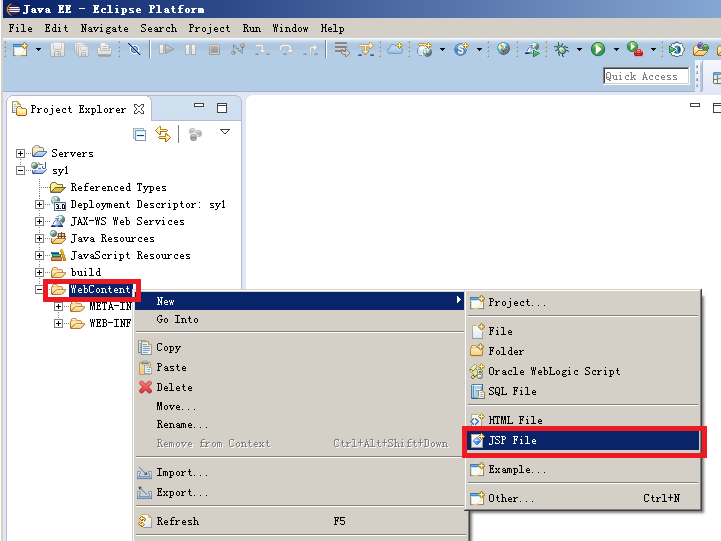 Java EE - Eclipse Platform
File Edit Navigate Search Project Run Window Help
Quick Access
Project Explorer
Servers
sy1
Referenced Types
3.0 Deployment Descriptor: sy1
JAX-WS Web Services
Java Resources
JavaScript Resources
build
WebContent
META-IN
WEB-INF
New
Go Into
Copy
Paste
Delete
Move...
Rename...
Remove from Context Ctrl+Alt+Shift+Down
Import...
Export...
Refresh F5
Project...
File
Folder
Oracle WebLogic Script
SQL File
HTML File
JSP File
Example...
Other... Ctrl+N